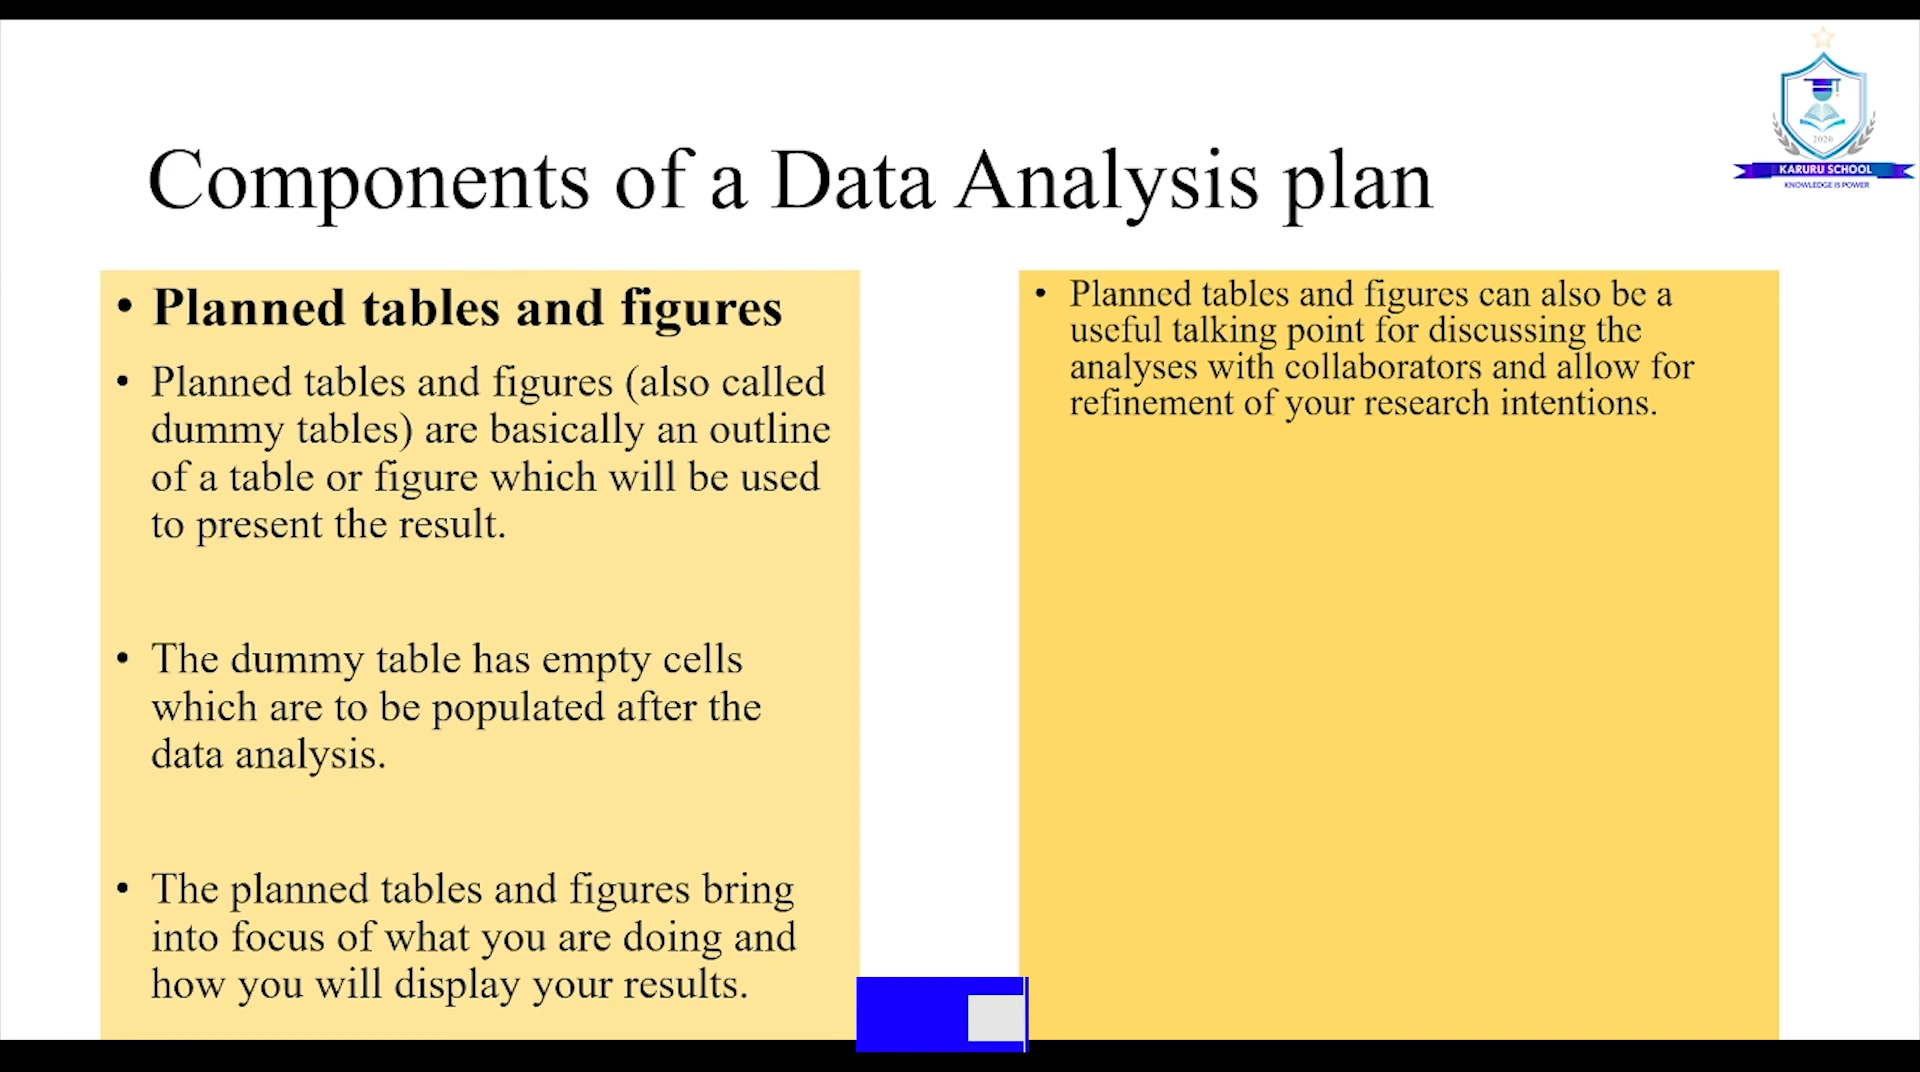 Components of a Data Analysis plan
2020
KARURU SCHOOL
KNOWLEDGE IS POWER
• Planned tables and figures
• Planned tables and figures (also called
dummy tables) are basically an outline
of a table or figure which will be used
to present the result.
• The dummy table has empty cells
which are to be populated after the
data analysis.
• The planned tables and figures bring
into focus of what you are doing and
how you will display your results.
• Planned tables and figures can also be a
useful talking point for discussing the
analyses with collaborators and allow for
refinement of your research intentions.